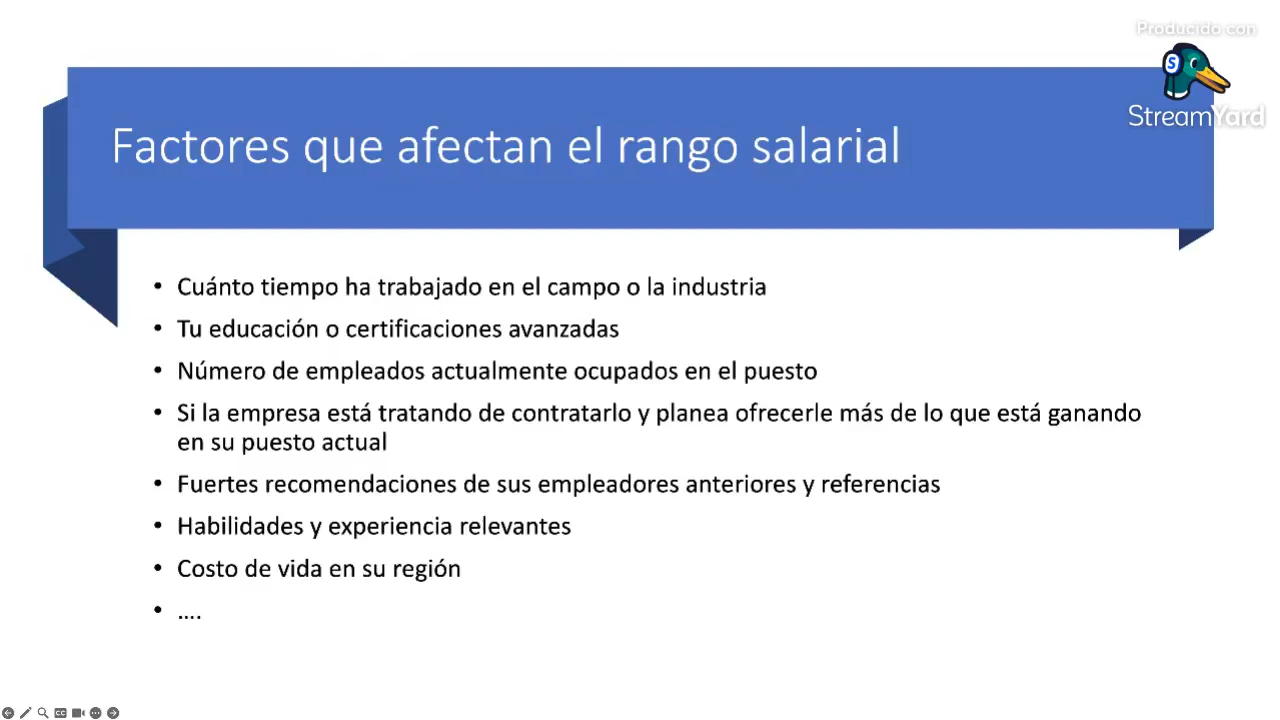 Producido con
StreamYard
Factores que afectan el rango salarial
• Cuánto tiempo ha trabajado en el campo o la industria
• Tu educación o certificaciones avanzadas
• Número de empleados actualmente ocupados en el puesto
• Si la empresa está tratando de contratarlo y planea ofrecerle más de lo que está ganando
en su puesto actual
• Fuertes recomendaciones de sus empleadores anteriores y referencias
• Habilidades y experiencia relevantes
• Costo de vida en su región
• ....